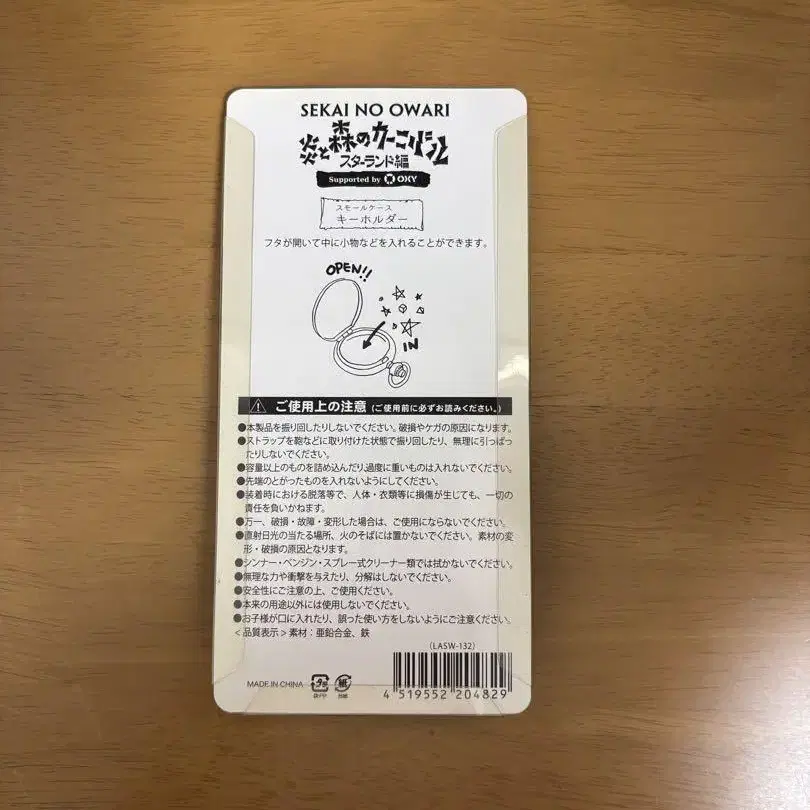 SEKAI NO OWARI
炎と森のカーニバル
スターランド編
Supported by OXY
スモールケース
キーホルダー
フタが開いて中に小物などを入れることができます。
OPEN!!
IN
ご使用上の注意 (ご使用前に必ずお読みください。)
●本製品を振り回したりしないでください。破損やケガの原因になります。
●ストラップを鞄などに取り付けた状態で振り回したり、無理に引っぱっ
たりしないでください。
●容量以上のものを詰め込んだり,過度に重いものは入れないでください。
●先端のとがったものを入れないようにしてください。
●装着時における脱落等で、人体・衣類等に損傷が生じても、一切の
責任を負いかねます。
●万一、破損・故障・変形した場合は、ご使用にならないでください。
●直射日光の当たる場所、火のそばには置かないでください。素材の変
形・破損の原因となります。
●シンナー・ベンジン・スプレー式クリーナー類では拭かないでください。
●無理な力や衝撃を与えたり、分解はしないでください。
●安全性にご注意の上、ご使用ください。
●本来の用途以外には使用しないでください。
●お子様が口に入れたり、誤った使い方をしないようにご注意ください。
<品質表示>素材：亜鉛合金、鉄
(LASW-132)
MADE IN CHINA プラ 紙
4 519552 204829